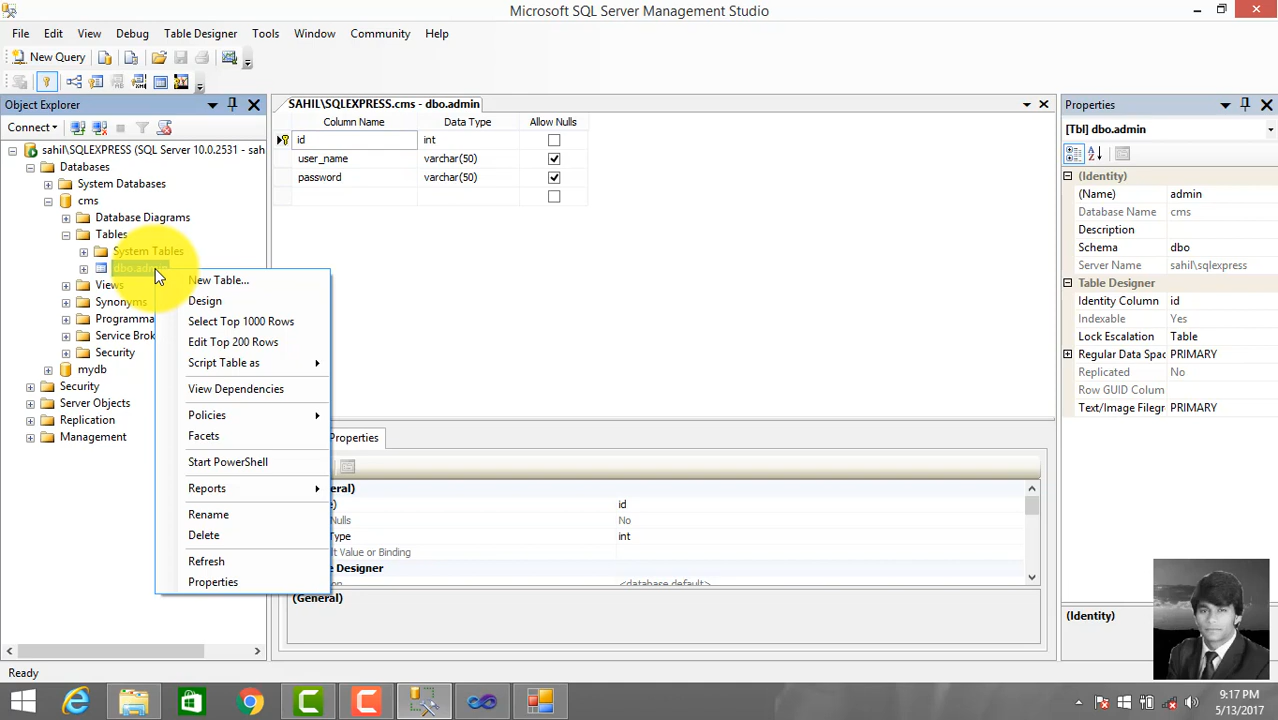 Microsoft SQL Server Management Studio
File Edit View Debug Table Designer Tools Window Community Help
New Query
Object Explorer
Connect
sahil\SQLEXPRESS (SQL Server 10.0.2531 - sah
Databases
System Databases
cms
Database Diagrams
Tables
System Tables
Views
Synonyms
Programma
Service Brok
Security
mydb
Security
Server Objects
Replication
Management
New Table...
Design
Select Top 1000 Rows
Edit Top 200 Rows
Script Table as
View Dependencies
Policies
Facets
Start PowerShell
Reports
Rename
Delete
Refresh
Properties
SAHIL\SQLEXPRESS.cms - dbo.admin
Column Name Data Type Allow Nulls
id int
user_name varchar(50)
password varchar(50)
Properties
eral)
) id
Nulls No
Type int
lt Value or Binding
e Designer
<database default>
(General)
Properties
[Tbl] dbo.admin
(Identity)
(Name) admin
Database Name cms
Description
Schema dbo
Server Name sahil\sqlexpress
Table Designer
Identity Column id
Indexable Yes
Lock Escalation Table
Regular Data Spac PRIMARY
Replicated No
Row GUID Colum
Text/Image Filegr PRIMARY
(Identity)
Ready
9:17 PM
5/13/2017